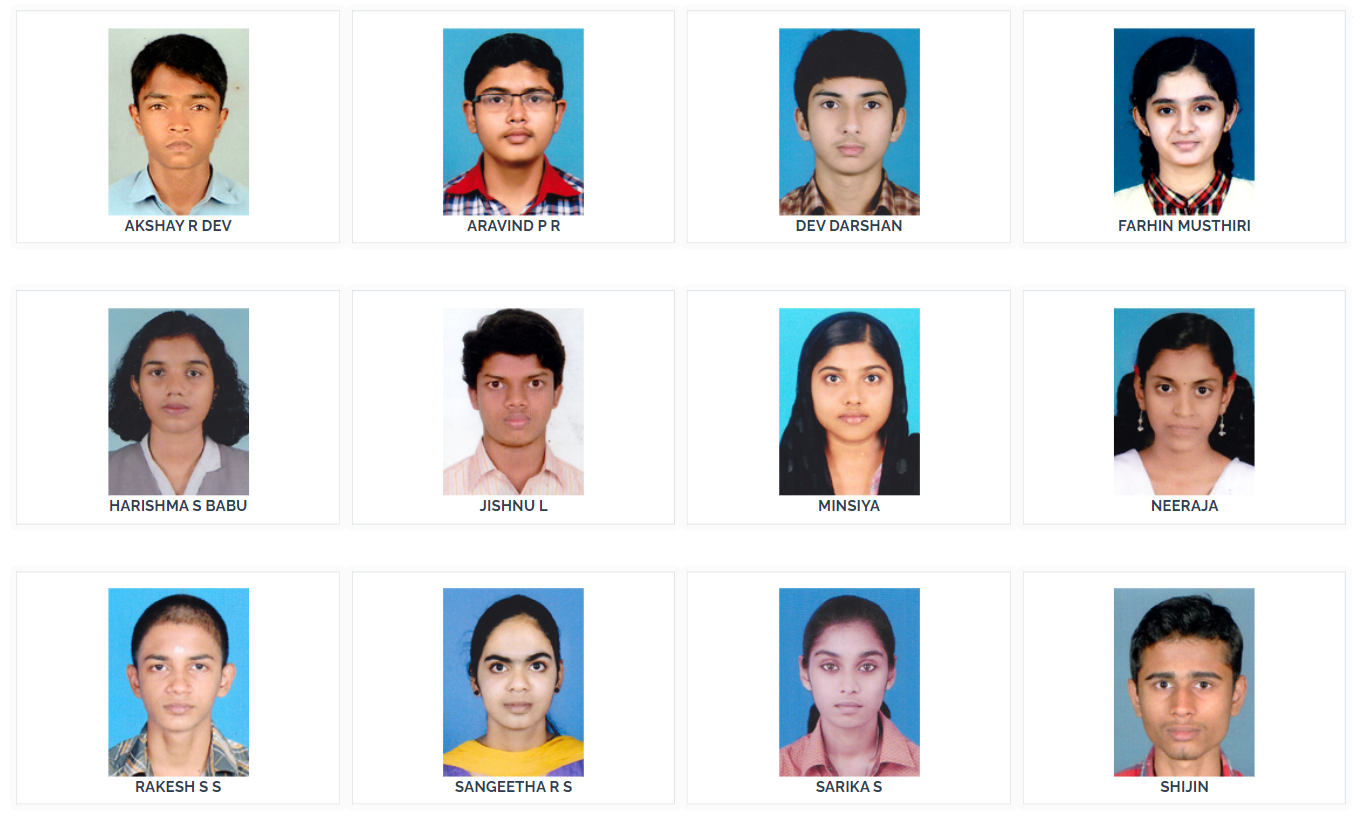 AKSHAY R DEV
ARAVIND P R
DEV DARSHAN
FARHIN MUSTHIRI
HARISHMA S BABU
JISHNU L
MINSIYA
NEERAJA
RAKESH S S
SANGEETHA R S
SARIKA S
SHIJIN